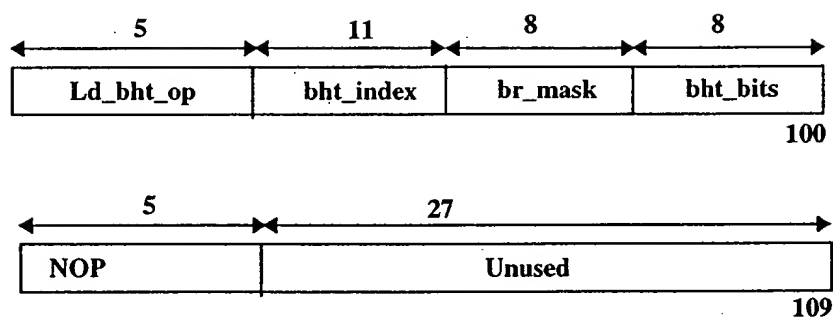 5 11 8 8
Ld_bht_op bht_index br_mask bht_bits
100
5 27
NOP Unused
109